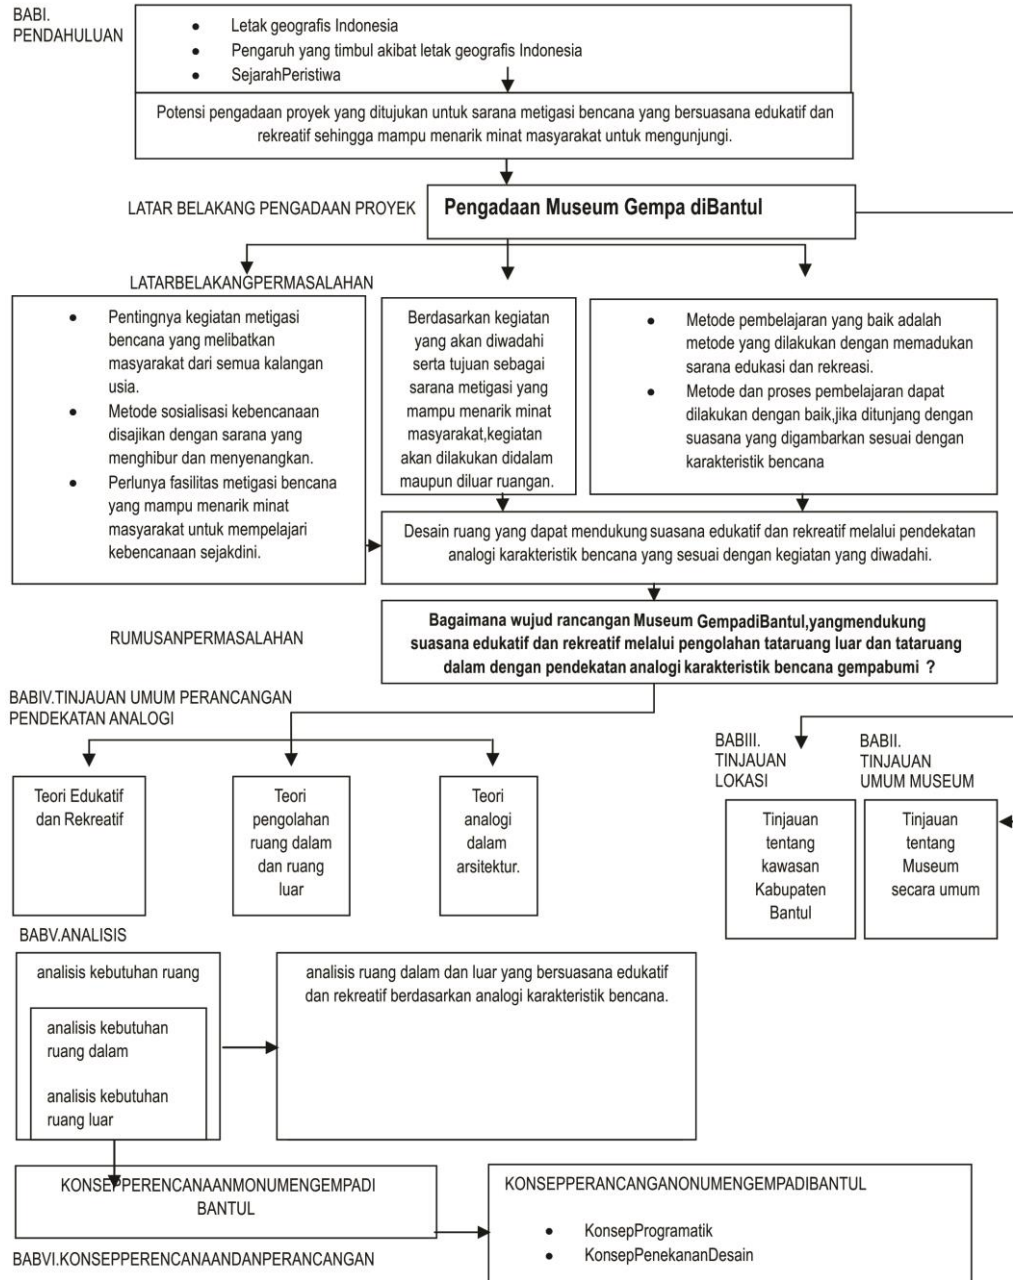 BABI.
PENDAHULUAN
● Letak geografis Indonesia
● Pengaruh yang timbul akibat letak geografis Indonesia
● SejarahPeristiwa
Potensi pengadaan proyek yang ditujukan untuk sarana metigasi bencana yang bersuasana edukatif dan
rekreatif sehingga mampu menarik minat masyarakat untuk mengunjungi.
LATAR BELAKANG PENGADAAN PROYEK
Pengadaan Museum Gempa diBantul
LATARBELAKANGPERMASALAHAN
● Pentingnya kegiatan metigasi
bencana yang melibatkan
masyarakat dari semua kalangan
usia.
● Metode sosialisasi kebencanaan
disajikan dengan sarana yang
menghibur dan menyenangkan.
● Perlunya fasilitas metigasi bencana
yang mampu menarik minat
masyarakat untuk mempelajari
kebencanaan sejakdini.
Berdasarkan kegiatan
yang akan diwadahi
serta tujuan sebagai
sarana metigasi yang
mampu menarik minat
masyarakat,kegiatan
akan dilakukan didalam
maupun diluar ruangan.
● Metode pembelajaran yang baik adalah
metode yang dilakukan dengan memadukan
sarana edukasi dan rekreasi.
● Metode dan proses pembelajaran dapat
dilakukan dengan baik,jika ditunjang dengan
suasana yang digambarkan sesuai dengan
karakteristik bencana
Desain ruang yang dapat mendukung suasana edukatif dan rekreatif melalui pendekatan
analogi karakteristik bencana yang sesuai dengan kegiatan yang diwadahi.
RUMUSANPERMASALAHAN
Bagaimana wujud rancangan Museum GempadiBantul,yangmendukung
suasana edukatif dan rekreatif melalui pengolahan tataruang luar dan tataruang
dalam dengan pendekatan analogi karakteristik bencana gempabumi ?
BABIV.TINJAUAN UMUM PERANCANGAN
PENDEKATAN ANALOGI
Teori Edukatif
dan Rekreatif
Teori
pengolahan
ruang dalam
dan ruang
luar
Teori
analogi
dalam
arsitektur.
BABIII.
TINJAUAN
LOKASI
Tinjauan
tentang
kawasan
Kabupaten
Bantul
BABII.
TINJAUAN
UMUM MUSEUM
Tinjauan
tentang
Museum
secara umum
BABV.ANALISIS
analisis kebutuhan ruang
analisis kebutuhan
ruang dalam
analisis kebutuhan
ruang luar
analisis ruang dalam dan luar yang bersuasana edukatif
dan rekreatif berdasarkan analogi karakteristik bencana.
KONSEPPERENCANAANMONUMENGEMPADI
BANTUL
KONSEPPERANCANGANONUMENGEMPADIBANTUL
● KonsepProgramatik
● KonsepPenekananDesain
BABVI.KONSEPPERENCANAANDANPERANCANGAN